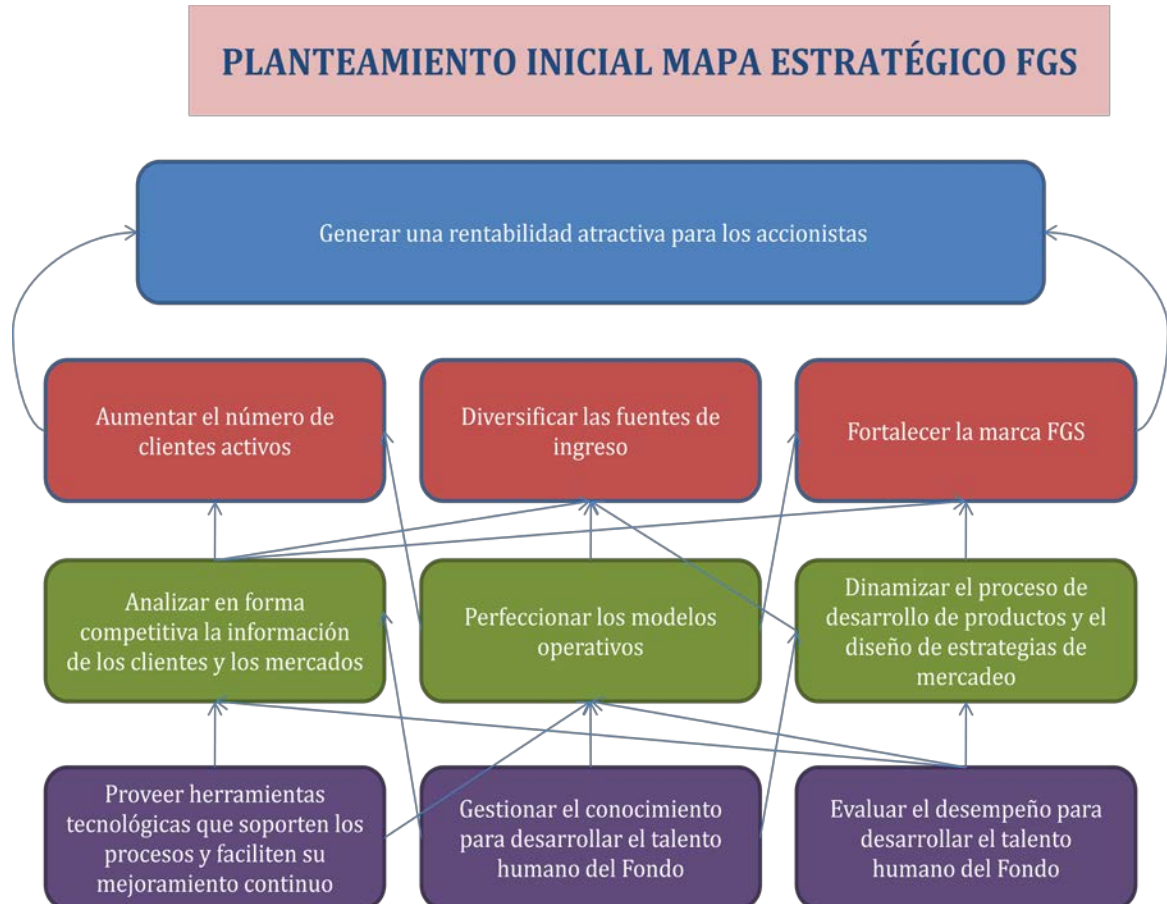 PLANTEAMIENTO INICIAL MAPA ESTRATÉGICO FGS
Generar una rentabilidad atractiva para los accionistas
Aumentar el número de
clientes activos
Diversificar las fuentes de
ingreso
Fortalecer la marca FGS
Analizar en forma
competitiva la información
de los clientes y los mercados
Perfeccionar los modelos
operativos
Dinamizar el proceso de
desarrollo de productos y el
diseño de estrategias de
mercadeo
Proveer herramientas
tecnológicas que soporten los
procesos y faciliten su
mejoramiento continuo
Gestionar el conocimiento
para desarrollar el talento
humano del Fondo
Evaluar el desempeño para
desarrollar el talento
humano del Fondo